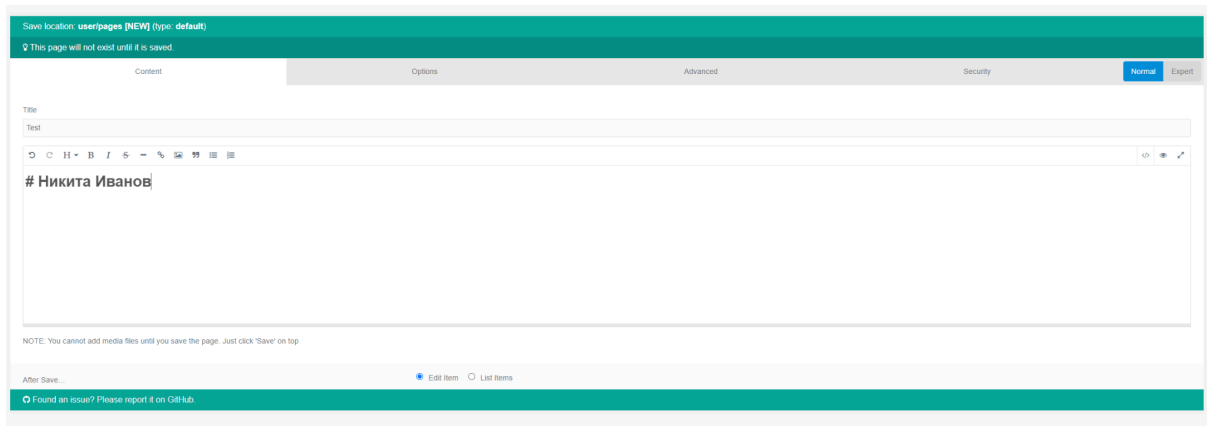 Save location: user/pages [NEW] (type: default)
This page will not exist until it is saved.
Content Options Advanced Security Normal Expert
Title
Test
H B I S
# Никита Иванов
NOTE: You cannot add media files until you save the page. Just click 'Save' on top
After Save... Edit Item List Items
Found an issue? Please report it on GitHub.